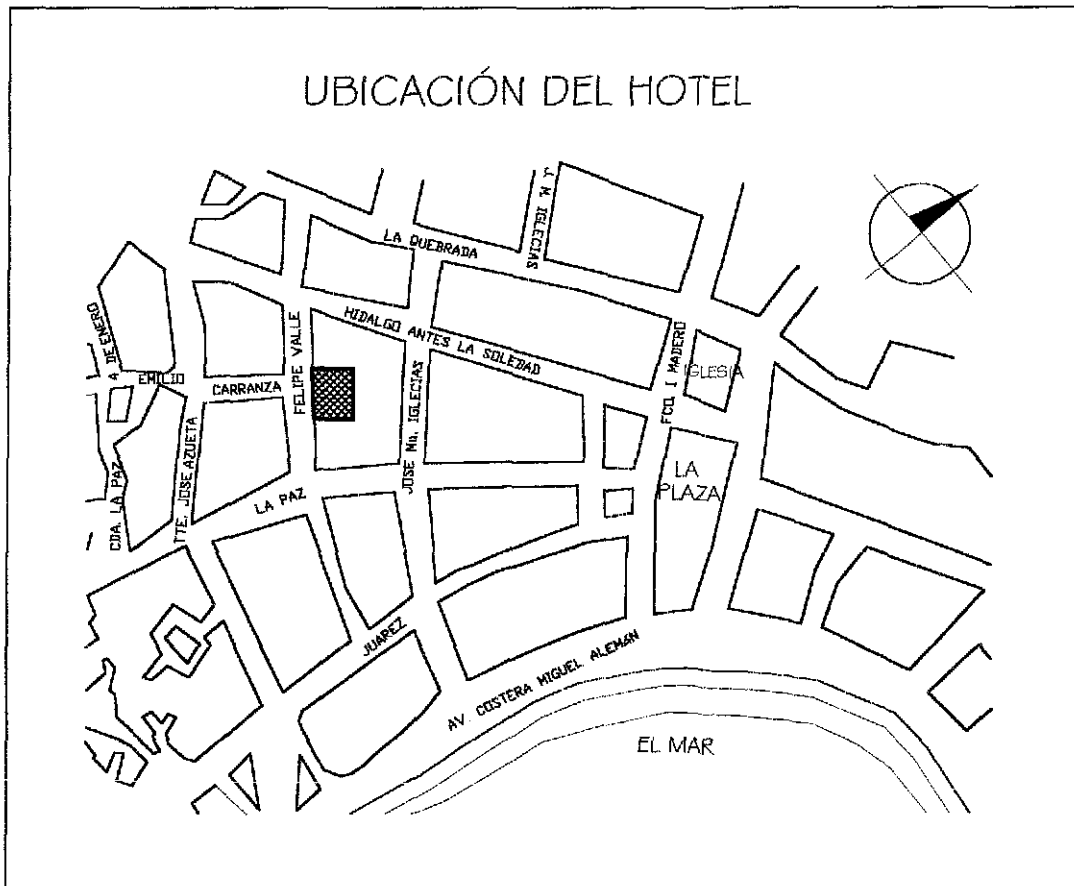 UBICACIÓN DEL HOTEL
J. M. IGLECIAS
LA QUEBRADA
4 DE ENERO
FELIPE VALLE
HIDALGO ANTES LA SOLEDAD
FCO. I MADERO
IGLESIA
EMILIO CARRANZA
JOSE Ma. IGLECIAS
TTE. JOSE AZUETA
CDA. LA PAZ
LA PAZ
LA
PLAZA
JUAREZ
AV. COSTERA MIGUEL ALEMAN
EL MAR